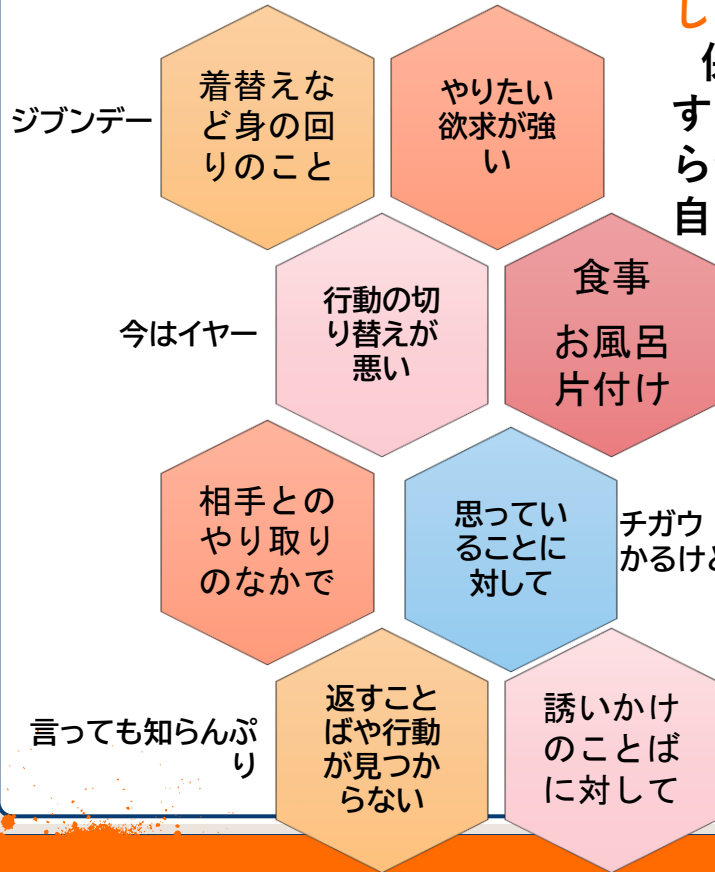 ジブンデー
着替えな
ど身の回
りのこと
やりたい
欲求が強
い
し
す
ら
自
今はイヤー
行動の切
り替えが
悪い
食事
お風呂
片付け
相手との
やり取り
のなかで
思ってい
ることに
対して
チガウ
かるけど
言っても知らんぷ
り
返すこと
ばや行動
が見つか
らない
誘いかけ
のことば
に対して